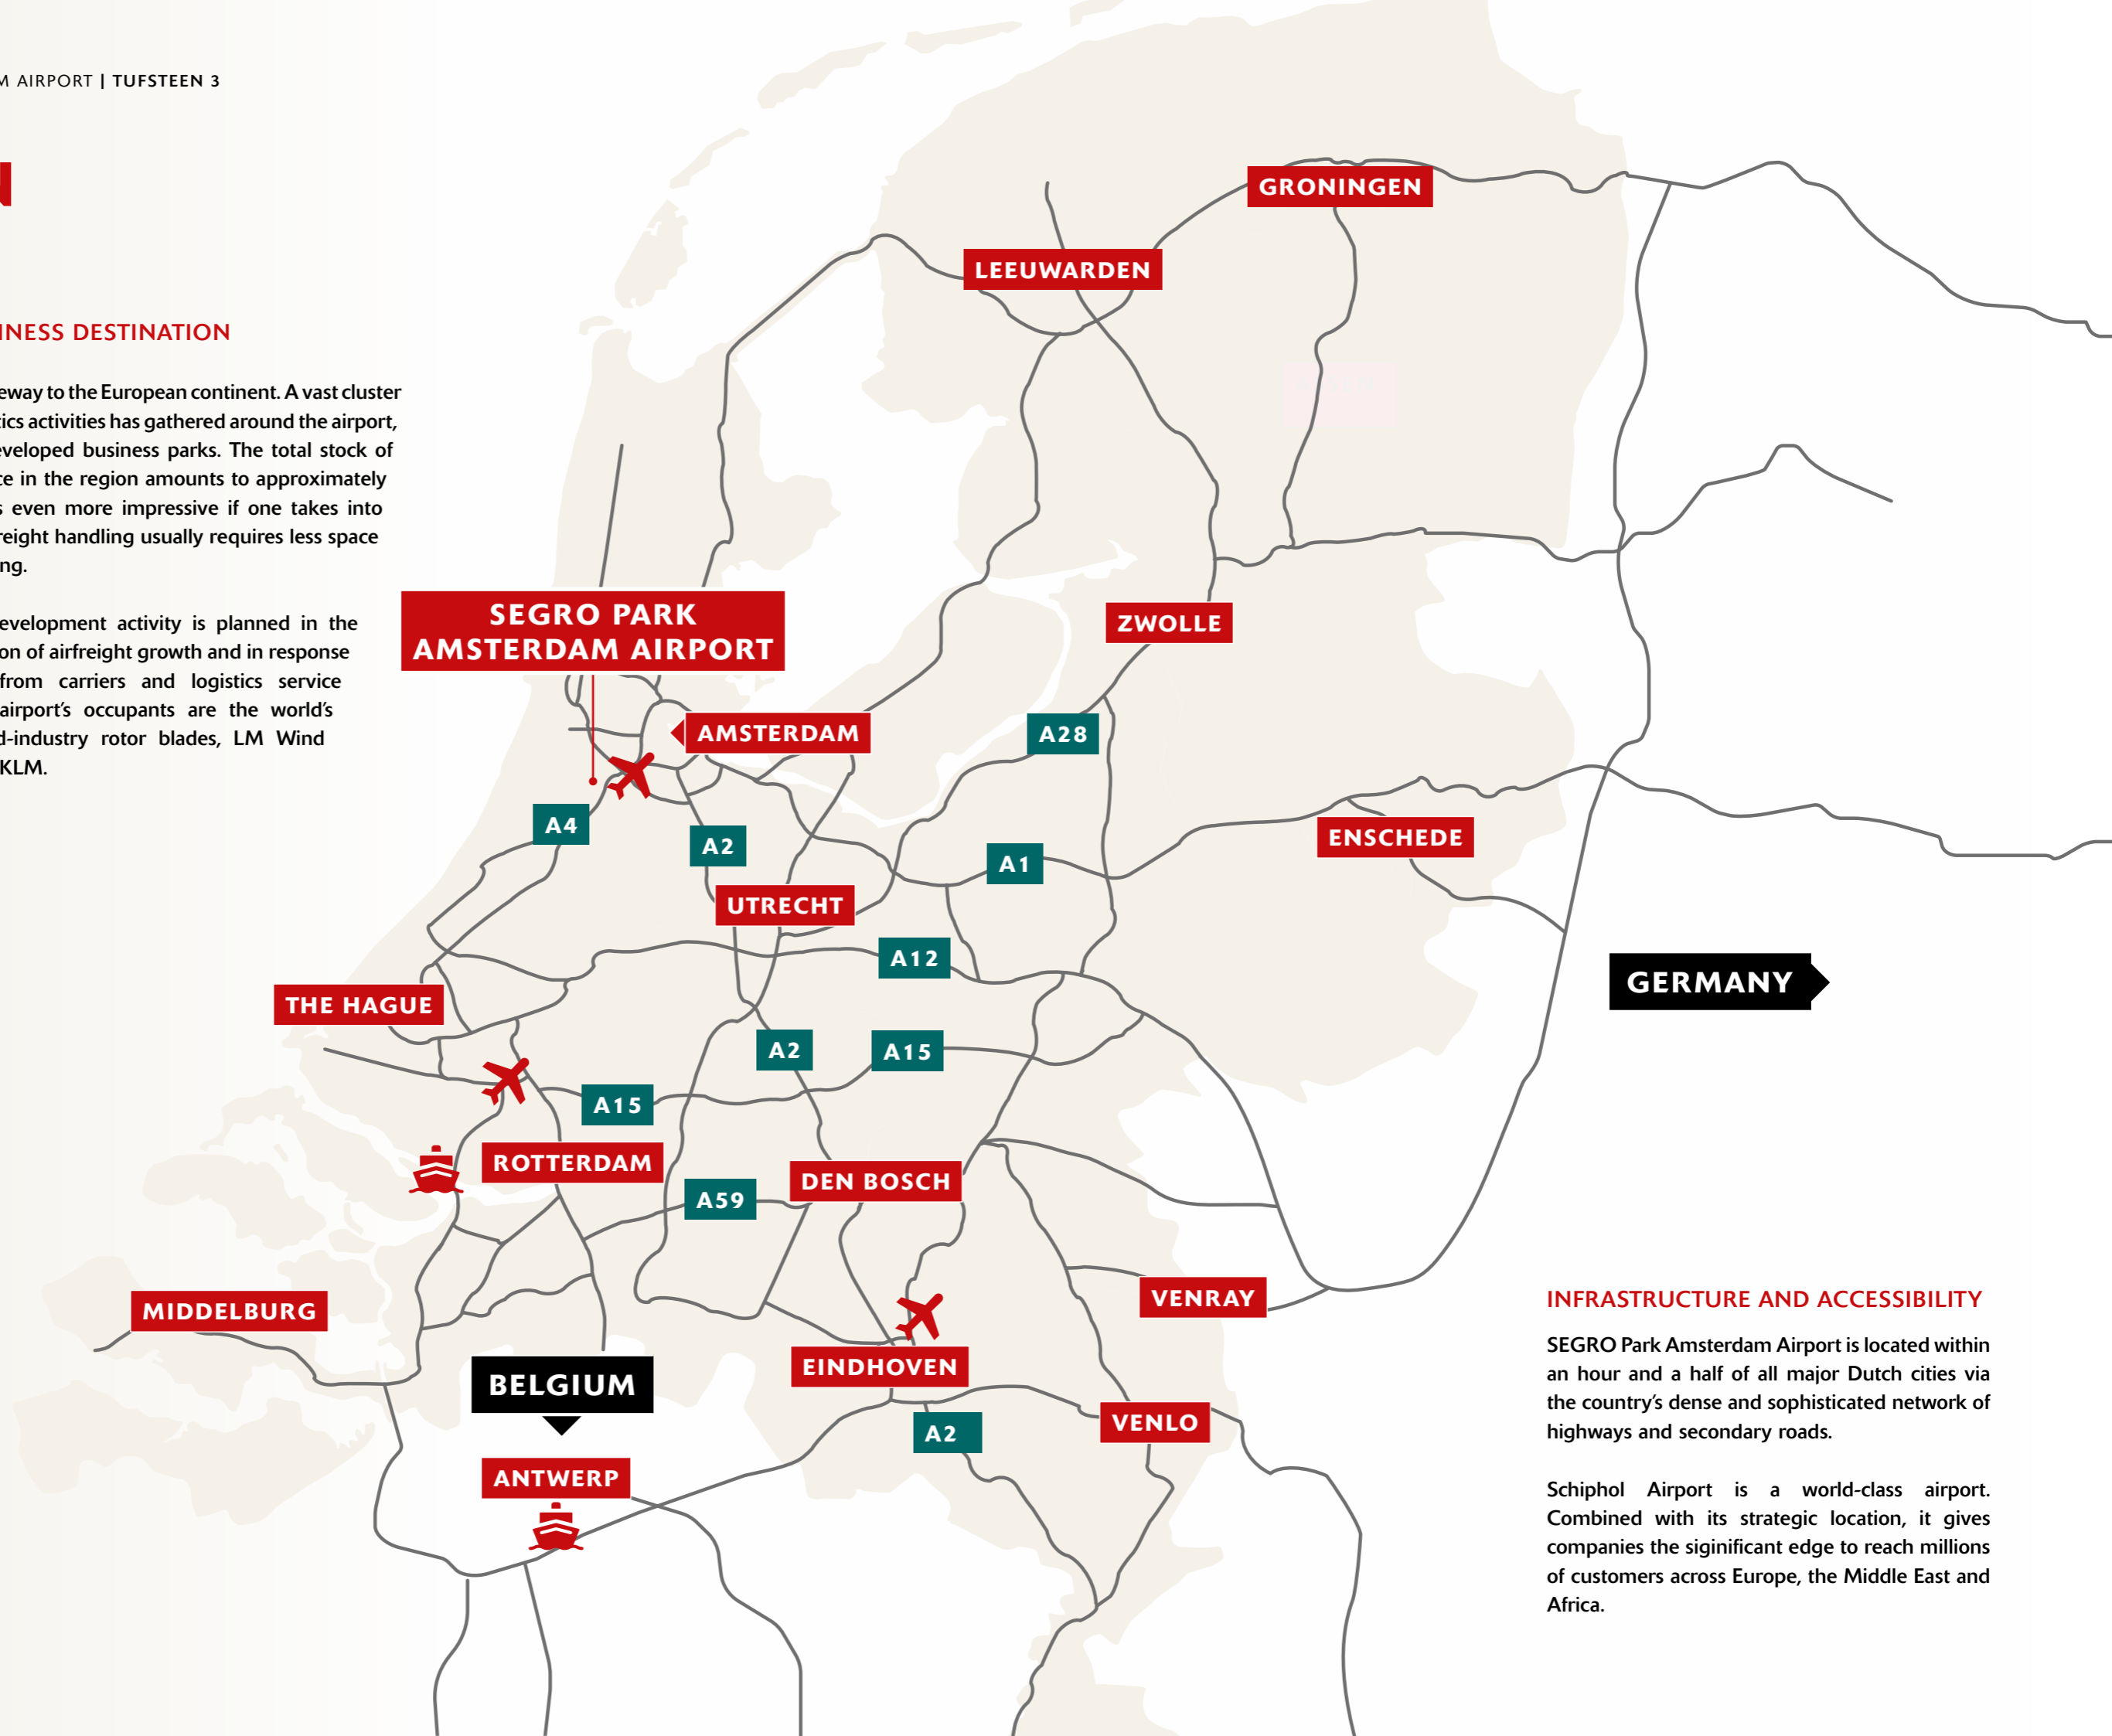 M AIRPORT | TUFSTEEN 3
N
INESS DESTINATION
eway to the European continent. A vast cluster
tics activities has gathered around the airport,
eveloped business parks. The total stock of
ce in the region amounts to approximately
s even more impressive if one takes into
reight handling usually requires less space
ng.
evelopment activity is planned in the
on of airfreight growth and in response
from carriers and logistics service
airport's occupants are the world's
d-industry rotor blades, LM Wind
KLM.
GRONINGEN
LEEUWARDEN
SEGRO PARK
AMSTERDAM AIRPORT
ZWOLLE
AMSTERDAM
A28
A4
A2
ENSCHEDE
A1
UTRECHT
A12
GERMANY
THE HAGUE
A2
A15
A15
ROTTERDAM
DEN BOSCH
A59
MIDDELBURG
VENRAY
EINDHOVEN
BELGIUM
VENLO
A2
ANTWERP
INFRASTRUCTURE AND ACCESSIBILITY
SEGRO Park Amsterdam Airport is located within
an hour and a half of all major Dutch cities via
the country's dense and sophisticated network of
highways and secondary roads.
Schiphol Airport is a world-class airport.
Combined with its strategic location, it gives
companies the siginificant edge to reach millions
of customers across Europe, the Middle East and
Africa.